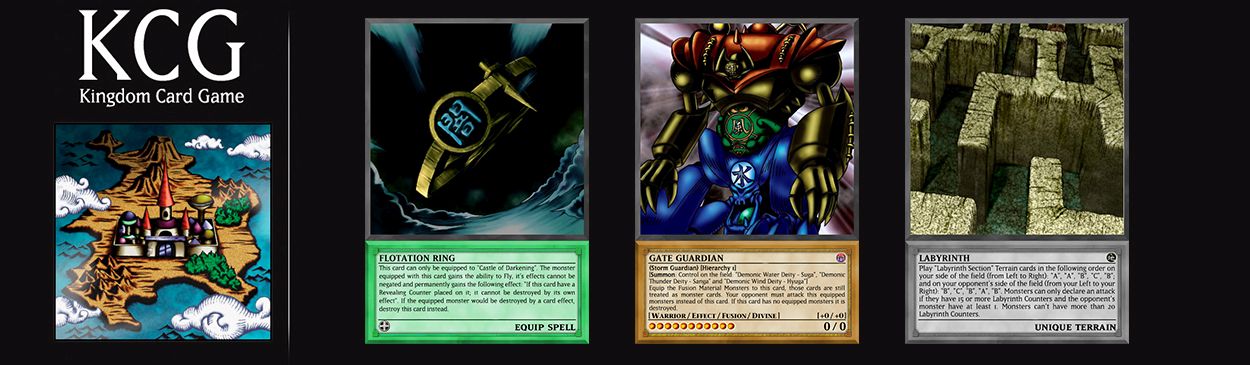 KCG
Kingdom Card Game
FLOTATION RING
This card can only be equipped to "Castle of Darkening". The monster
equipped with this card gains the ability to Fly, it's effects cannot be
negated and permanently gains the following effect: "If this card have a
Revealing Counter placed on it; it cannot be destroyed by its own
effect". If the equipped monster would be destroyed by a card effect,
destroy this card instead.
EQUIP SPELL
風
水
GATE GUARDIAN
(Storm Guardian) [Hierarchy 1]
[Summon: Control on the field "Demonic Water Deity - Suga", "Demonic
Thunder Deity - Sanga" and "Demonic Wind Deity - Hyuga"]
Equip the Fusion Material Monsters to this card, those cards are still
treated as monster cards. Your opponent must attack this equipped
monsters instead of this card. If this card has no equipped monsters it is
destroyed.
[WARRIOR / EFFECT / FUSION / DIVINE]
[+0 / +0]
0 / 0
LABYRINTH
Play "Labyrinth Section" Terrain cards in the following order on
your side of the field (from Left to Right): "A", "A", "B", "C", "B";
and on your opponent's side of the field (from your Left to your
Right): "B", "C", "B", "A", "B". Monsters can only declare an attack
if they have 15 or more Labyrinth Counters and the opponent's
monster have at least 1. Monsters can't have more than 20
Labyrinth Counters.
UNIQUE TERRAIN